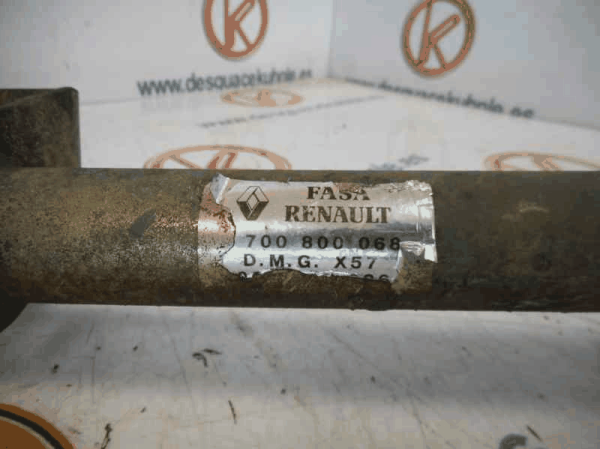 www.desguacekuhnle.es
FASA
RENAULT
700 800 068
D.M.G. X57